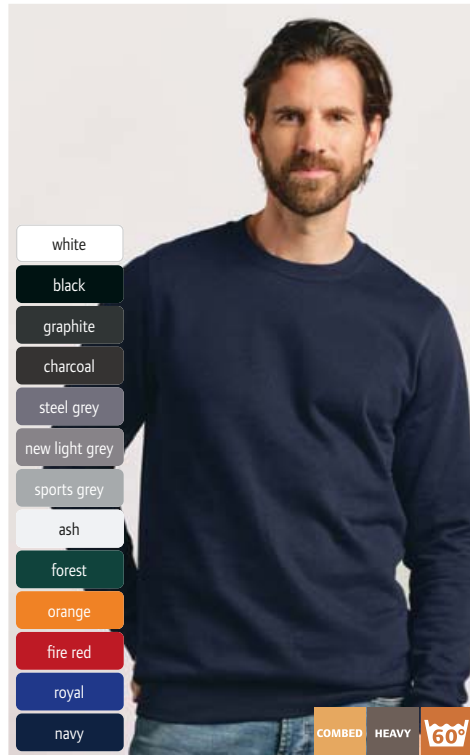 white
black
graphite
charcoal
steel grey
new light grey
sports grey
ash
forest
orange
fire red
royal
navy
COMBED HEAVY 60°